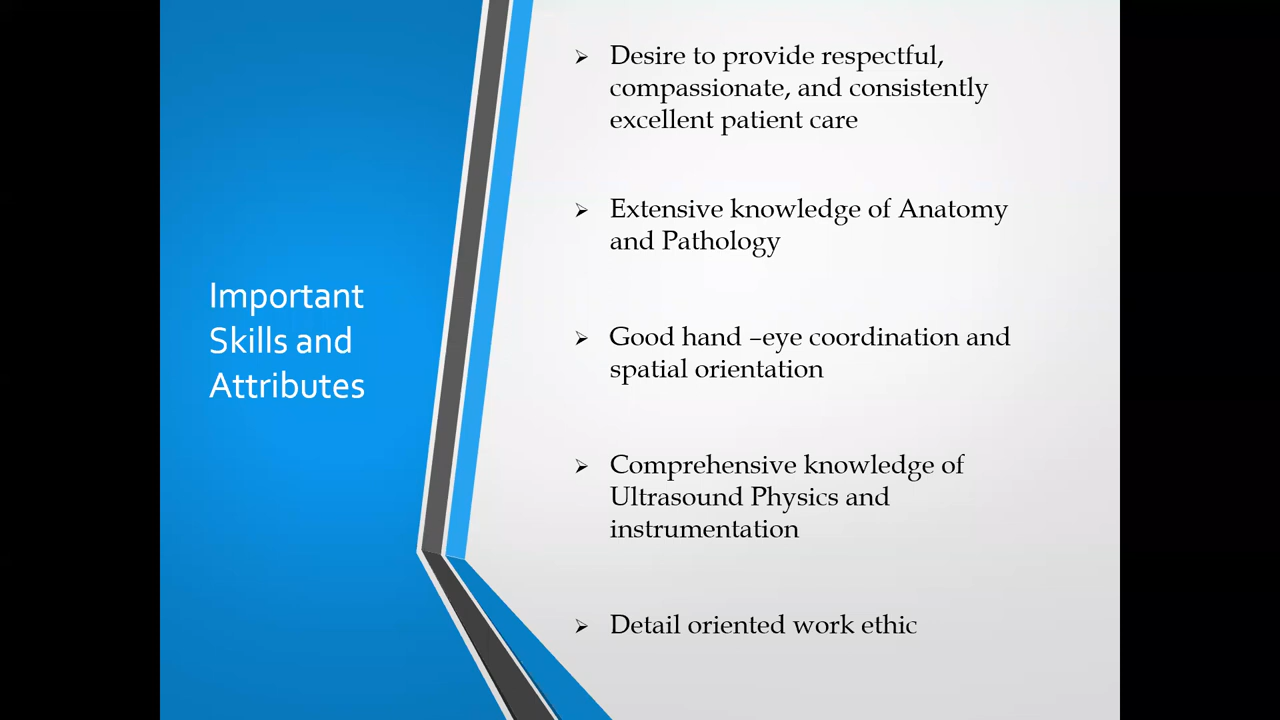 Important
Skills and
Attributes
➢ Desire to provide respectful,
compassionate, and consistently
excellent patient care
➢ Extensive knowledge of Anatomy
and Pathology
➢ Good hand –eye coordination and
spatial orientation
➢ Comprehensive knowledge of
Ultrasound Physics and
instrumentation
➢ Detail oriented work ethic